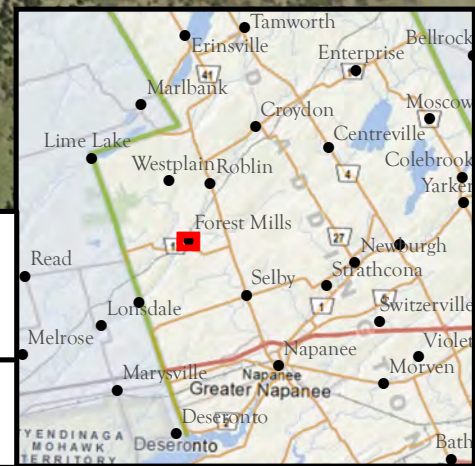 Tamworth
Erinsville
Bellrock
Enterprise
41
Marlbank
Moscow
Croydon
Centreville
Lime Lake
Colebrook
Westplain Roblin
4
Yarker
ADDINGTON
Forest Mills
27
Newburgh
Read
Selby
Strathcona
Lonsdale
1
Switzerville
Melrose
Napanee
Violet
Marysville
Napanee
Morven
Greater Napanee
Deseronto
TYENDINAGA
MOHAWK
TERRITORY
Deseronto
Bath